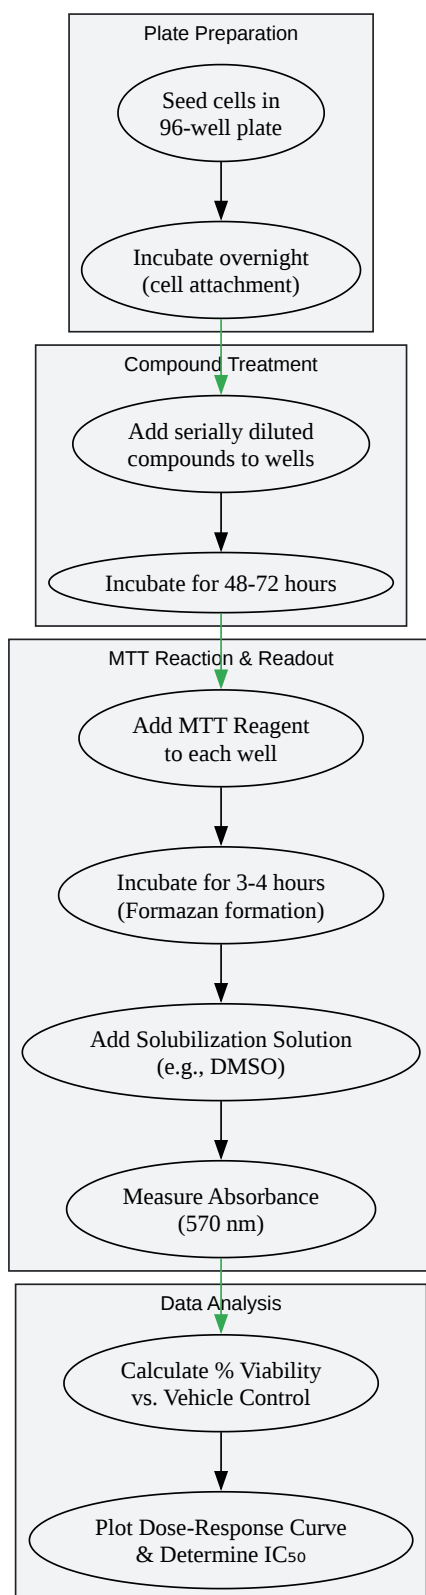 Plate Preparation
Seed cells in
96-well plate
Incubate overnight
(cell attachment)
Compound Treatment
Add serially diluted
compounds to wells
Incubate for 48-72 hours
MTT Reaction & Readout
Add MTT Reagent
to each well
Incubate for 3-4 hours
(Formazan formation)
Add Solubilization Solution
(e.g., DMSO)
Measure Absorbance
(570 nm)
Data Analysis
Calculate % Viability
vs. Vehicle Control
Plot Dose-Response Curve
& Determine IC₅₀